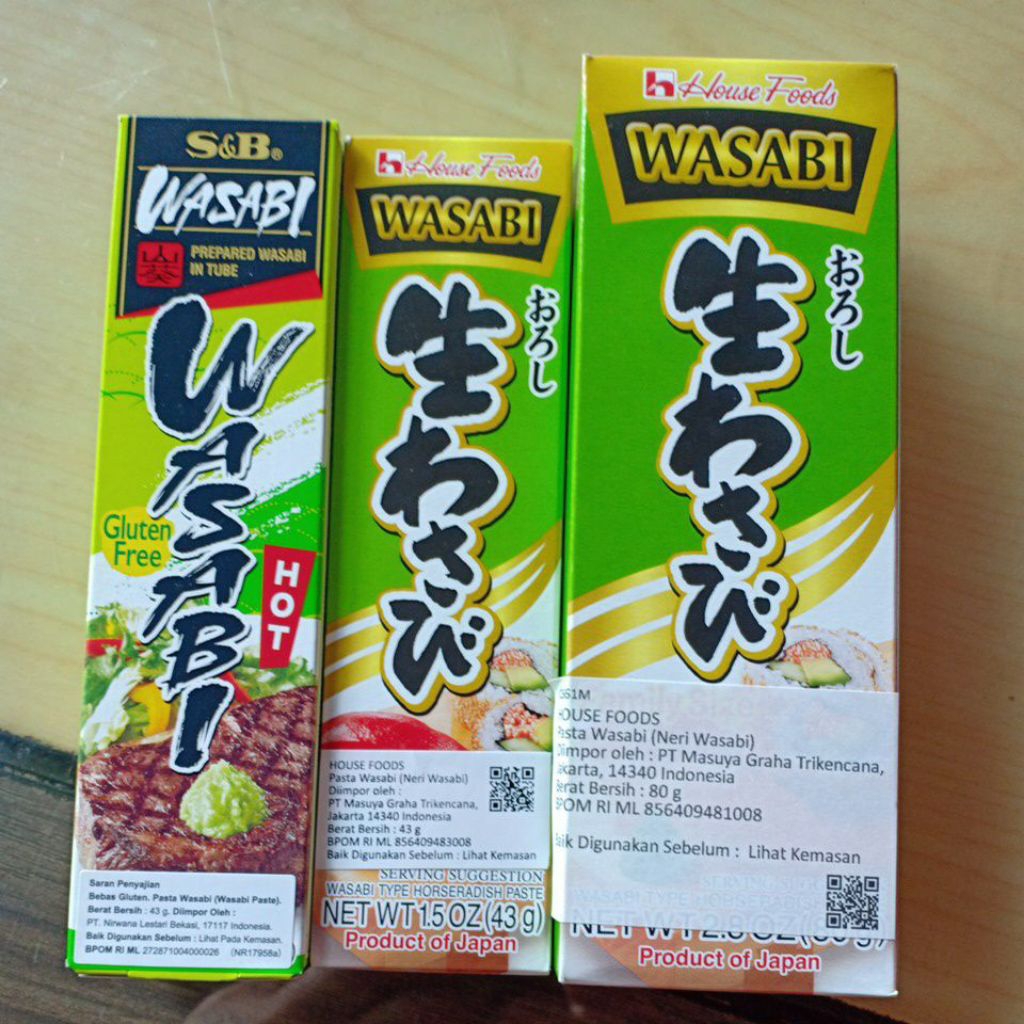 S&B®
WASABI
山葵
PREPARED WASABI
IN TUBE
WASABI
Gluten
Free
HOT
Saran Penyajian
Bebas Gluten. Pasta Wasabi (Wasabi Paste).
Berat Bersih : 43 g. Diimpor Oleh :
PT. Nirwana Lestari Bekasi, 17117 Indonesia.
Baik Digunakan Sebelum : Lihat Pada Kemasan.
BPOM RI ML 272871004000026 (NR17958a)
House Foods
WASABI
おろし
生わさび
HOUSE FOODS
Pasta Wasabi (Neri Wasabi)
Diimpor oleh :
PT Masuya Graha Trikencana,
Jakarta 14340 Indonesia
Berat Bersih : 43 g
BPOM RI ML 856409483008
Baik Digunakan Sebelum : Lihat Kemasan
SERVING SUGGESTION
WASABI TYPE HORSERADISH PASTE
NET WT 1.5 OZ (43 g)
Product of Japan
House Foods
WASABI
おろし
生わさび
HOUSE FOODS
Pasta Wasabi (Neri Wasabi)
Diimpor oleh : PT Masuya Graha Trikencana,
Jakarta, 14340 Indonesia
Berat Bersih : 80 g
BPOM RI ML 856409481008
Baik Digunakan Sebelum : Lihat Kemasan
NET WT
Product of Japan